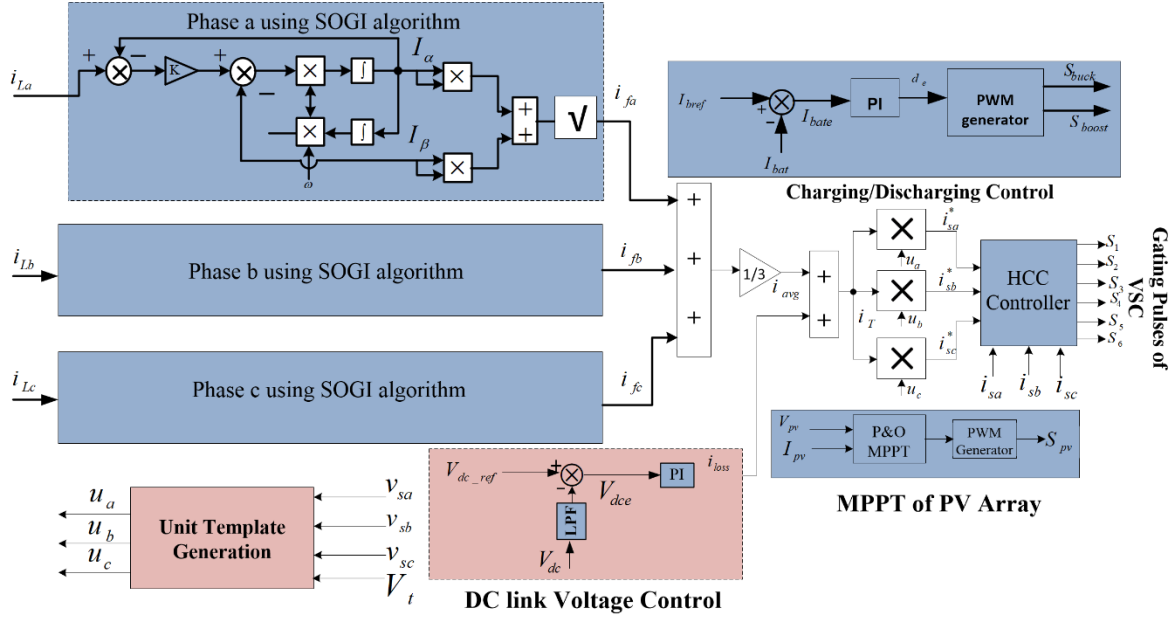 Phase a using SOGI algorithm
+
−
K
+
−
×
∫
I_α
×
i_La
×
∫
I_β
×
ω
+
+
√
i_fa
I_bref
+
−
I_bate
I_bat
PI
d_e
PWM
generator
S_buck
S_boost
Charging/Discharging Control
i_Lb
Phase b using SOGI algorithm
i_fb
i_Lc
Phase c using SOGI algorithm
i_fc
+
+
+
1/3
i_avg
+
+
i_T
×
u_a
i*_sa
×
u_b
i*_sb
×
u_c
i*_sc
HCC
Controller
i_sa
i_sb
i_sc
S_1
S_2
S_3
S_4
S_5
S_6
Gating Pulses of
VSC
V_pv
I_pv
P&O
MPPT
PWM
Generator
S_pv
MPPT of PV Array
V_dc_ref
+
−
V_dce
PI
i_loss
LPF
V_dc
DC link Voltage Control
u_a
u_b
u_c
Unit Template
Generation
v_sa
v_sb
v_sc
V_t